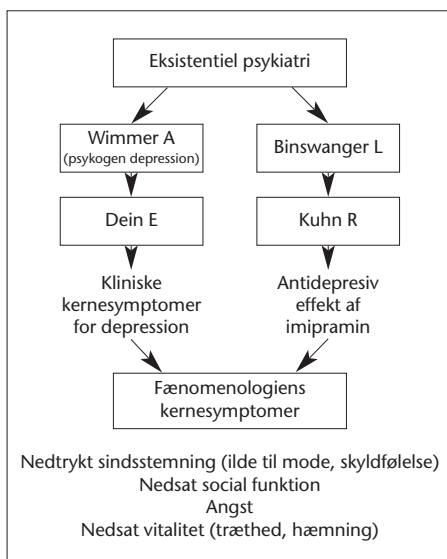 Eksistentiel psykiatri
Wimmer A
(psykogen depression)
Binswanger L
Dein E
Kuhn R
Kliniske
kernesymptomer
for depression
Antidepresiv
effekt af
imipramin
Fænomenologiens
kernesymptomer
Nedtrykt sindsstemning (ilde til mode, skyldfølelse)
Nedsat social funktion
Angst
Nedsat vitalitet (træthed, hæmning)